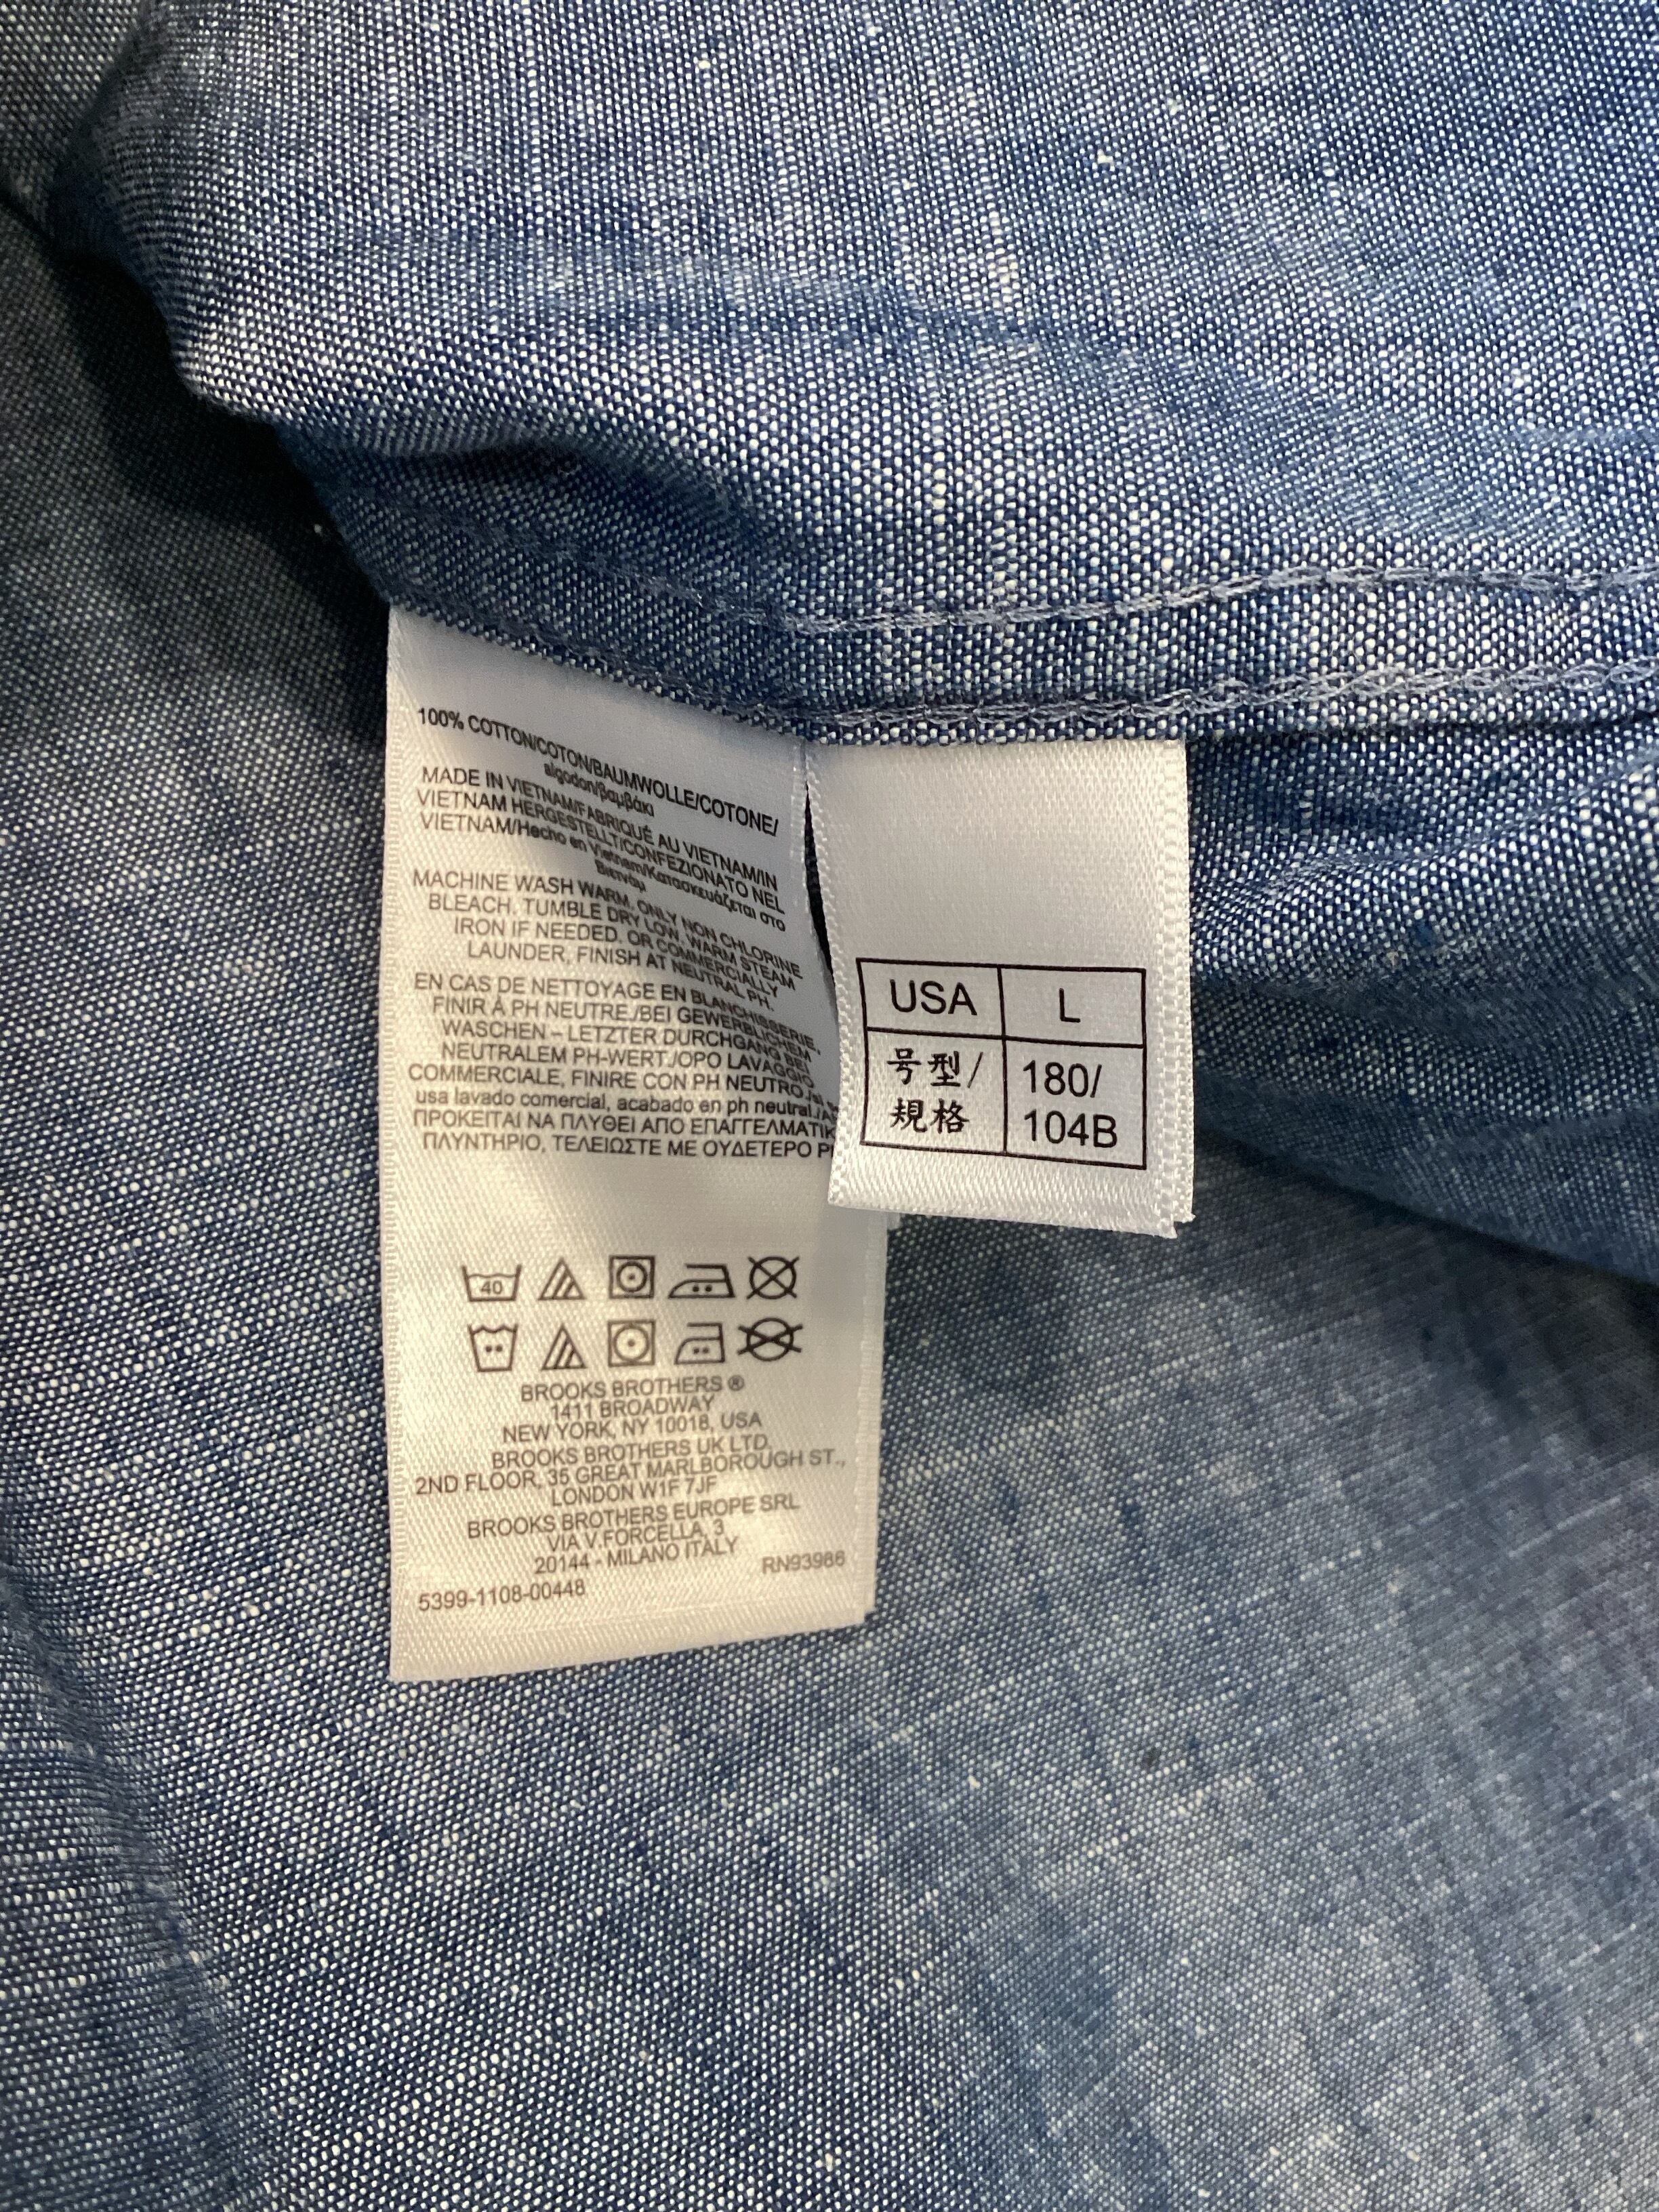 100% COTTON/COTON/BAUMWOLLE/COTONE/
algodon/βαμβάκι
MADE IN VIETNAM/FABRIQUÉ AU VIETNAM/IN
VIETNAM HERGESTELLT/CONFEZIONATO NEL
VIETNAM/Hecho en Vietnam/Κατασκευάζεται στο
Βιετνάμ
MACHINE WASH WARM, ONLY NON CHLORINE
BLEACH, TUMBLE DRY LOW, WARM STEAM
IRON IF NEEDED, OR COMMERCIALLY
LAUNDER, FINISH AT NEUTRAL PH.
EN CAS DE NETTOYAGE EN BLANCHISSERIE,
FINIR À PH NEUTRE./BEI GEWERBLICHEM
WASCHEN – LETZTER DURCHGANG BEI
NEUTRALEM PH-WERT./OPO LAVAGGIO
COMMERCIALE, FINIRE CON PH NEUTRO./si
usa lavado comercial, acabado en ph neutral./
ΠΡΟΚΕΙΤΑΙ ΝΑ ΠΛΥΘΕΙ ΑΠΟ ΕΠΑΓΓΕΛΜΑΤΙΚ
ΠΛΥΝΤΗΡΙΟ, ΤΕΛΕΙΩΣΤΕ ΜΕ ΟΥΔΕΤΕΡΟ P
40
BROOKS BROTHERS ®
1411 BROADWAY
NEW YORK, NY 10018, USA
BROOKS BROTHERS UK LTD.
2ND FLOOR, 35 GREAT MARLBOROUGH ST.,
LONDON W1F 7JF
BROOKS BROTHERS EUROPE SRL
VIA V.FORCELLA, 3
20144 - MILANO ITALY
RN93986
5399-1108-00448
USA L
号型/ 180/
規格 104B